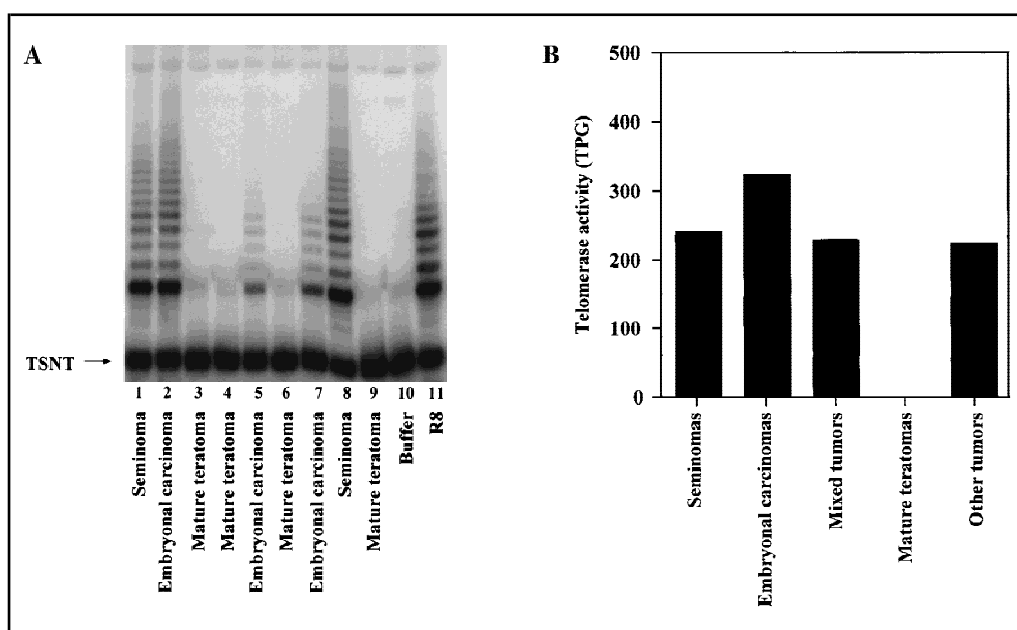 A
TSNT
1 2 3 4 5 6 7 8 9 10 11
Seminoma
Embryonal carcinoma
Mature teratoma
Mature teratoma
Embryonal carcinoma
Mature teratoma
Embryonal carcinoma
Seminoma
Mature teratoma
Buffer
R8
B
Telomerase activity (TPG)
500
400
300
200
100
0
Seminomas
Embryonal carcinomas
Mixed tumors
Mature teratomas
Other tumors